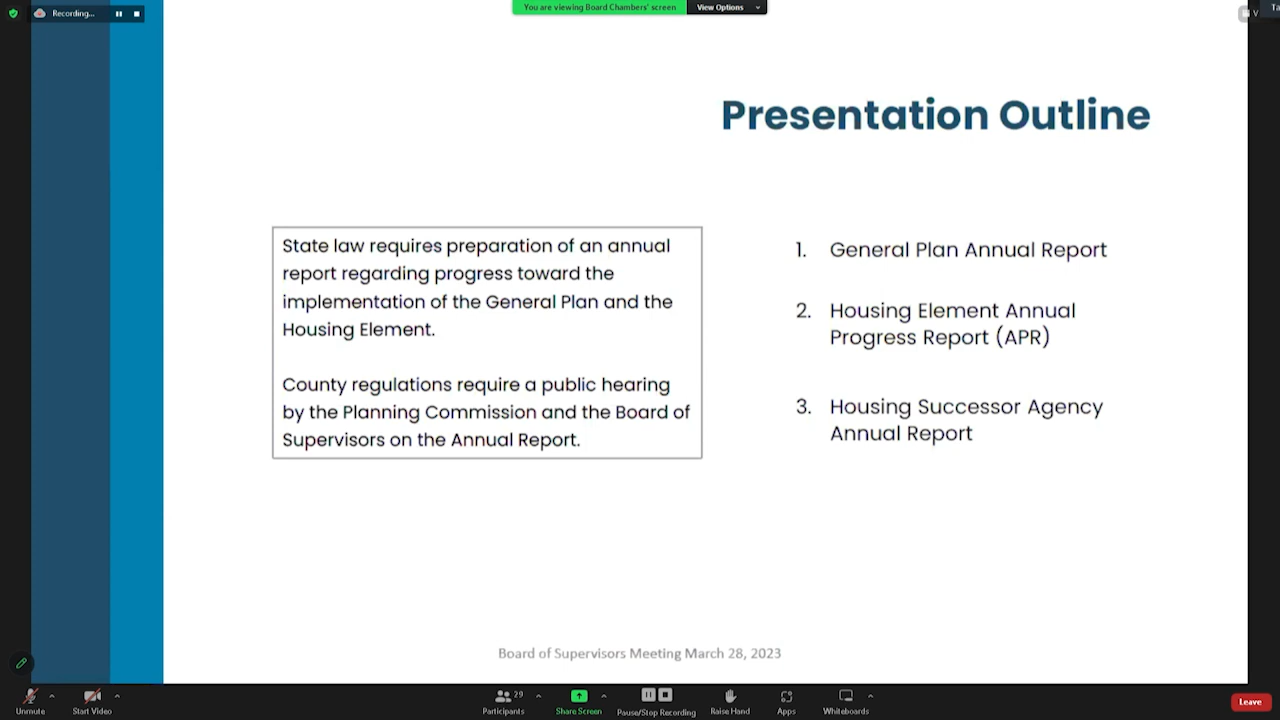 Recording...
You are viewing Board Chambers' screen
View Options
V
Presentation Outline
State law requires preparation of an annual
report regarding progress toward the
implementation of the General Plan and the
Housing Element.
County regulations require a public hearing
by the Planning Commission and the Board of
Supervisors on the Annual Report.
1. General Plan Annual Report
2. Housing Element Annual
Progress Report (APR)
3. Housing Successor Agency
Annual Report
Board of Supervisors Meeting March 28, 2023
Unmute
Start Video
29
Participants
Share Screen
Pause/Stop Recording
Raise Hand
Apps
Whiteboards
Leave